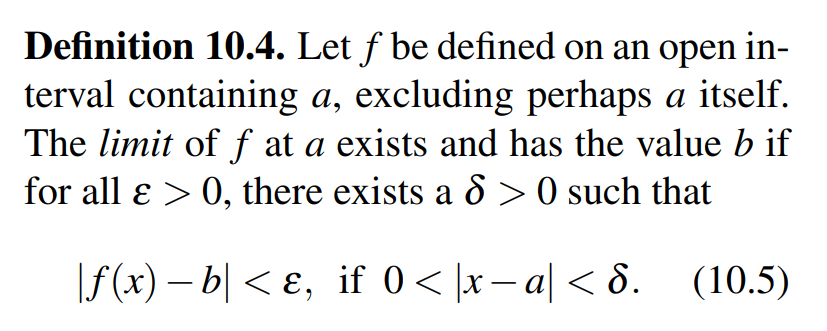 Definition 10.4. Let f be defined on an open in-
terval containing a, excluding perhaps a itself.
The limit of f at a exists and has the value b if
for all ε > 0, there exists a δ > 0 such that
|f(x) − b| < ε, if 0 < |x − a| < δ. (10.5)